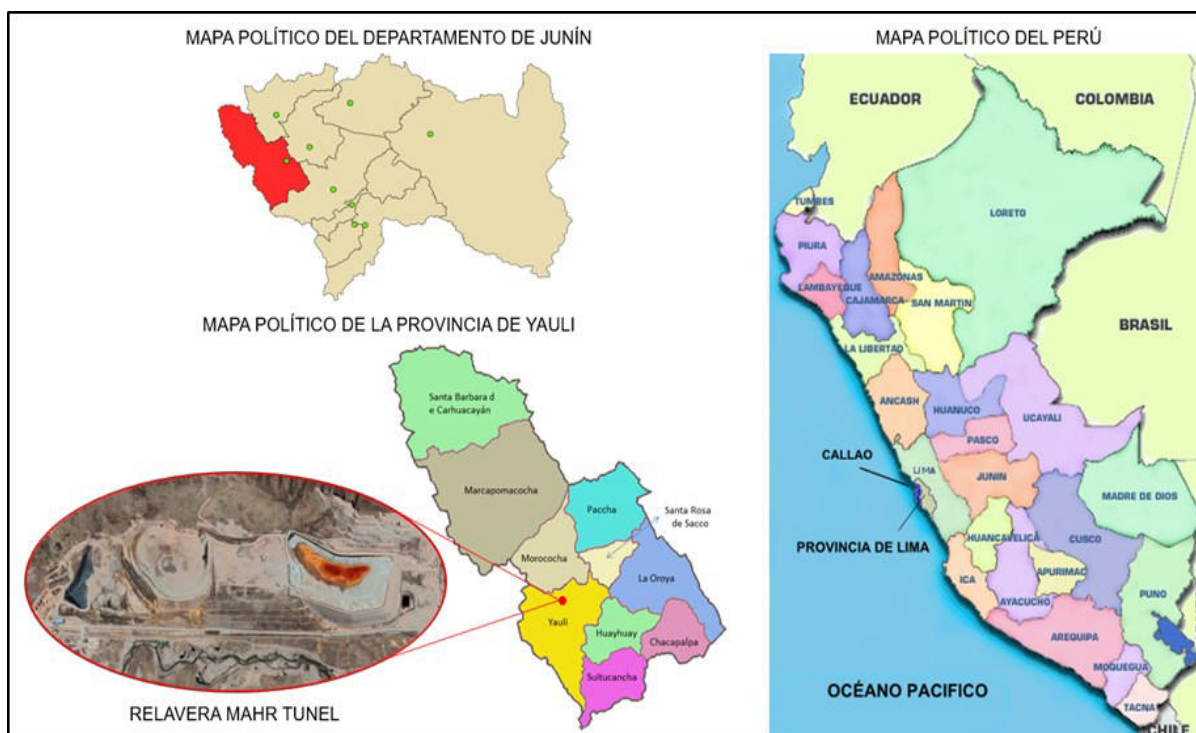 MAPA POLÍTICO DEL DEPARTAMENTO DE JUNÍN
MAPA POLÍTICO DE LA PROVINCIA DE YAULI
Santa Barbara d
e Carhuacayán
Marcapomacocha
Paccha
Santa Rosa
de Sacco
Morococha
La Oroya
Yauli
Huayhuay
Chacapalpa
Suitucancha
RELAVERA MAHR TUNEL
MAPA POLÍTICO DEL PERÚ
ECUADOR
COLOMBIA
TUMBES
LORETO
PIURA
AMAZONAS
LAMBAYEQUE
CAJAMARCA
SAN MARTIN
BRASIL
LA LIBERTAD
ANCASH
HUANUCO
UCAYALI
PASCO
CALLAO
LIMA
JUNIN
MADRE DE DIOS
PROVINCIA DE LIMA
HUANCAVELICA
CUSCO
ICA
APURIMAC
AYACUCHO
PUNO
AREQUIPA
MOQUEGUA
OCÉANO PACIFICO
TACNA
CHILE